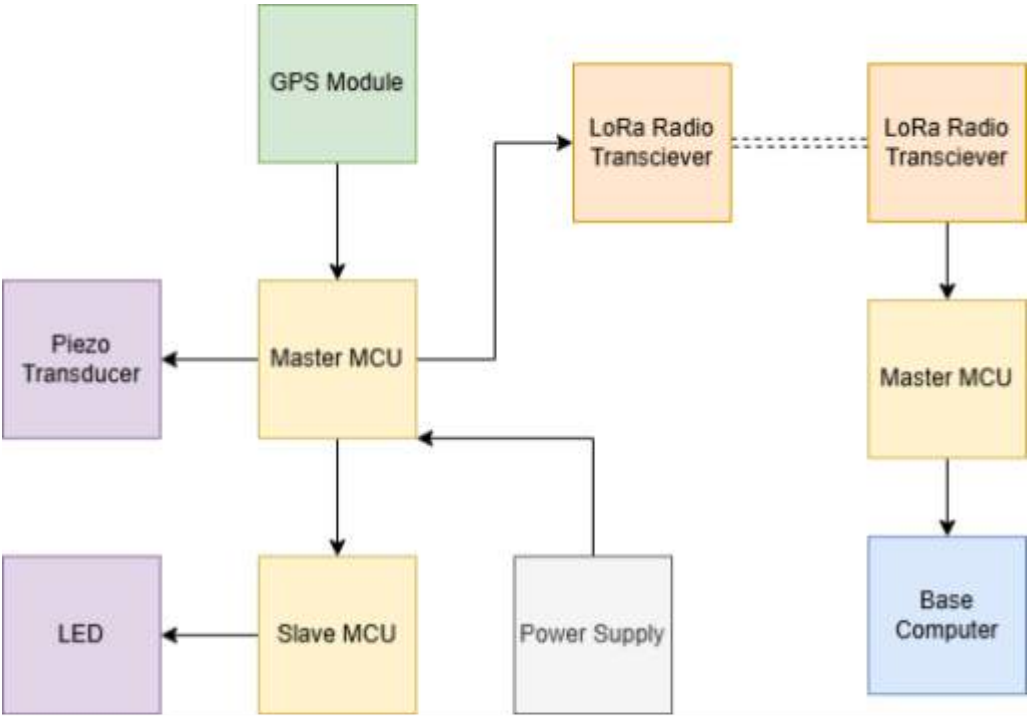 GPS Module
LoRa Radio
Transciever
LoRa Radio
Transciever
Piezo
Transducer
Master MCU
Master MCU
LED
Slave MCU
Power Supply
Base
Computer